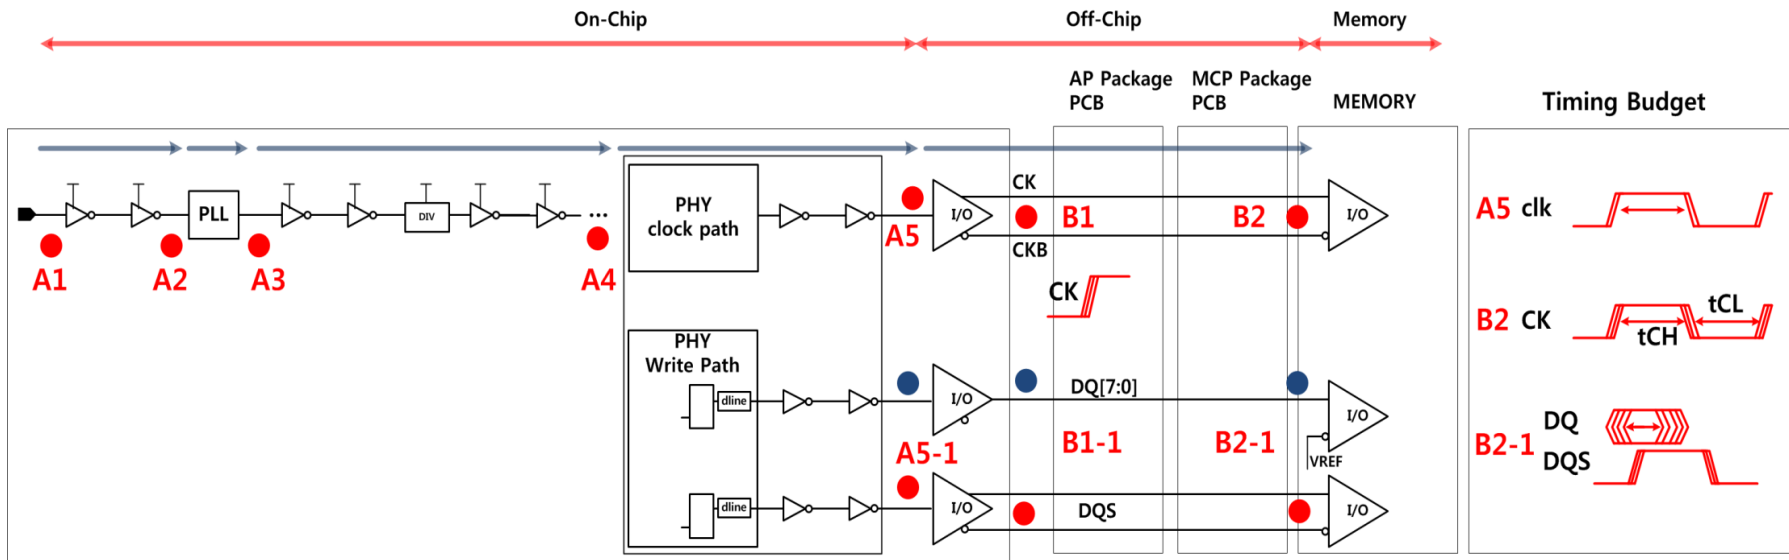 On-Chip
Off-Chip
Memory
AP Package
PCB
MCP Package
PCB
MEMORY
Timing Budget
PLL
DIV
...
PHY
clock path
I/O
CK
CKB
I/O
A1
A2
A3
A4
A5
B1
B2
CK
A5 clk
B2 CK
tCH
tCL
PHY
Write Path
dline
I/O
DQ[7:0]
I/O
VREF
A5-1
B1-1
B2-1
dline
I/O
DQS
I/O
B2-1
DQ
DQS